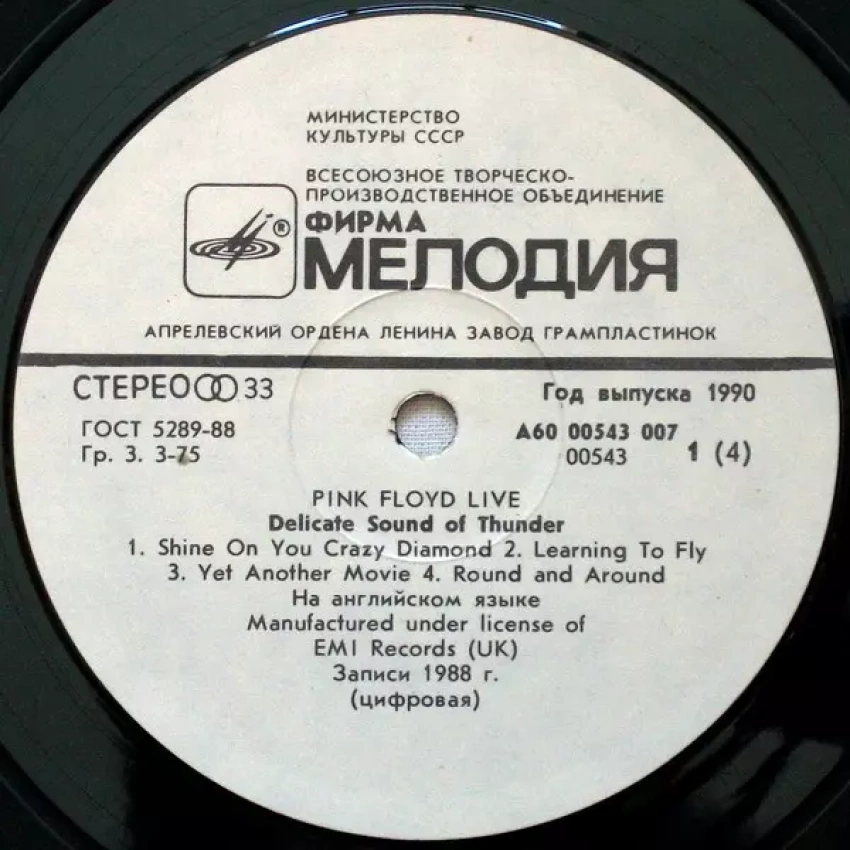 МИНИСТЕРСТВО
КУЛЬТУРЫ СССР
ВСЕСОЮЗНОЕ ТВОРЧЕСКО-
ПРОИЗВОДСТВЕННОЕ ОБЪЕДИНЕНИЕ
®
ФИРМА
МЕЛОДИЯ
АПРЕЛЕВСКИЙ ОРДЕНА ЛЕНИНА ЗАВОД ГРАМПЛАСТИНОК
СТЕРЕО 33 Год выпуска 1990
ГОСТ 5289-88 А60 00543 007
Гр. 3. 3-75 00543 1 (4)
PINK FLOYD LIVE
Delicate Sound of Thunder
1. Shine On You Crazy Diamond 2. Learning To Fly
3. Yet Another Movie 4. Round and Around
На английском языке
Manufactured under license of
EMI Records (UK)
Записи 1988 г.
(цифровая)